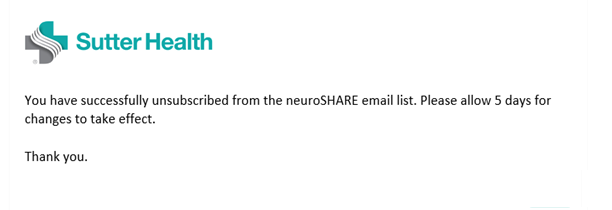 Sutter Health
You have successfully unsubscribed from the neuroSHARE email list. Please allow 5 days for
changes to take effect.
Thank you.